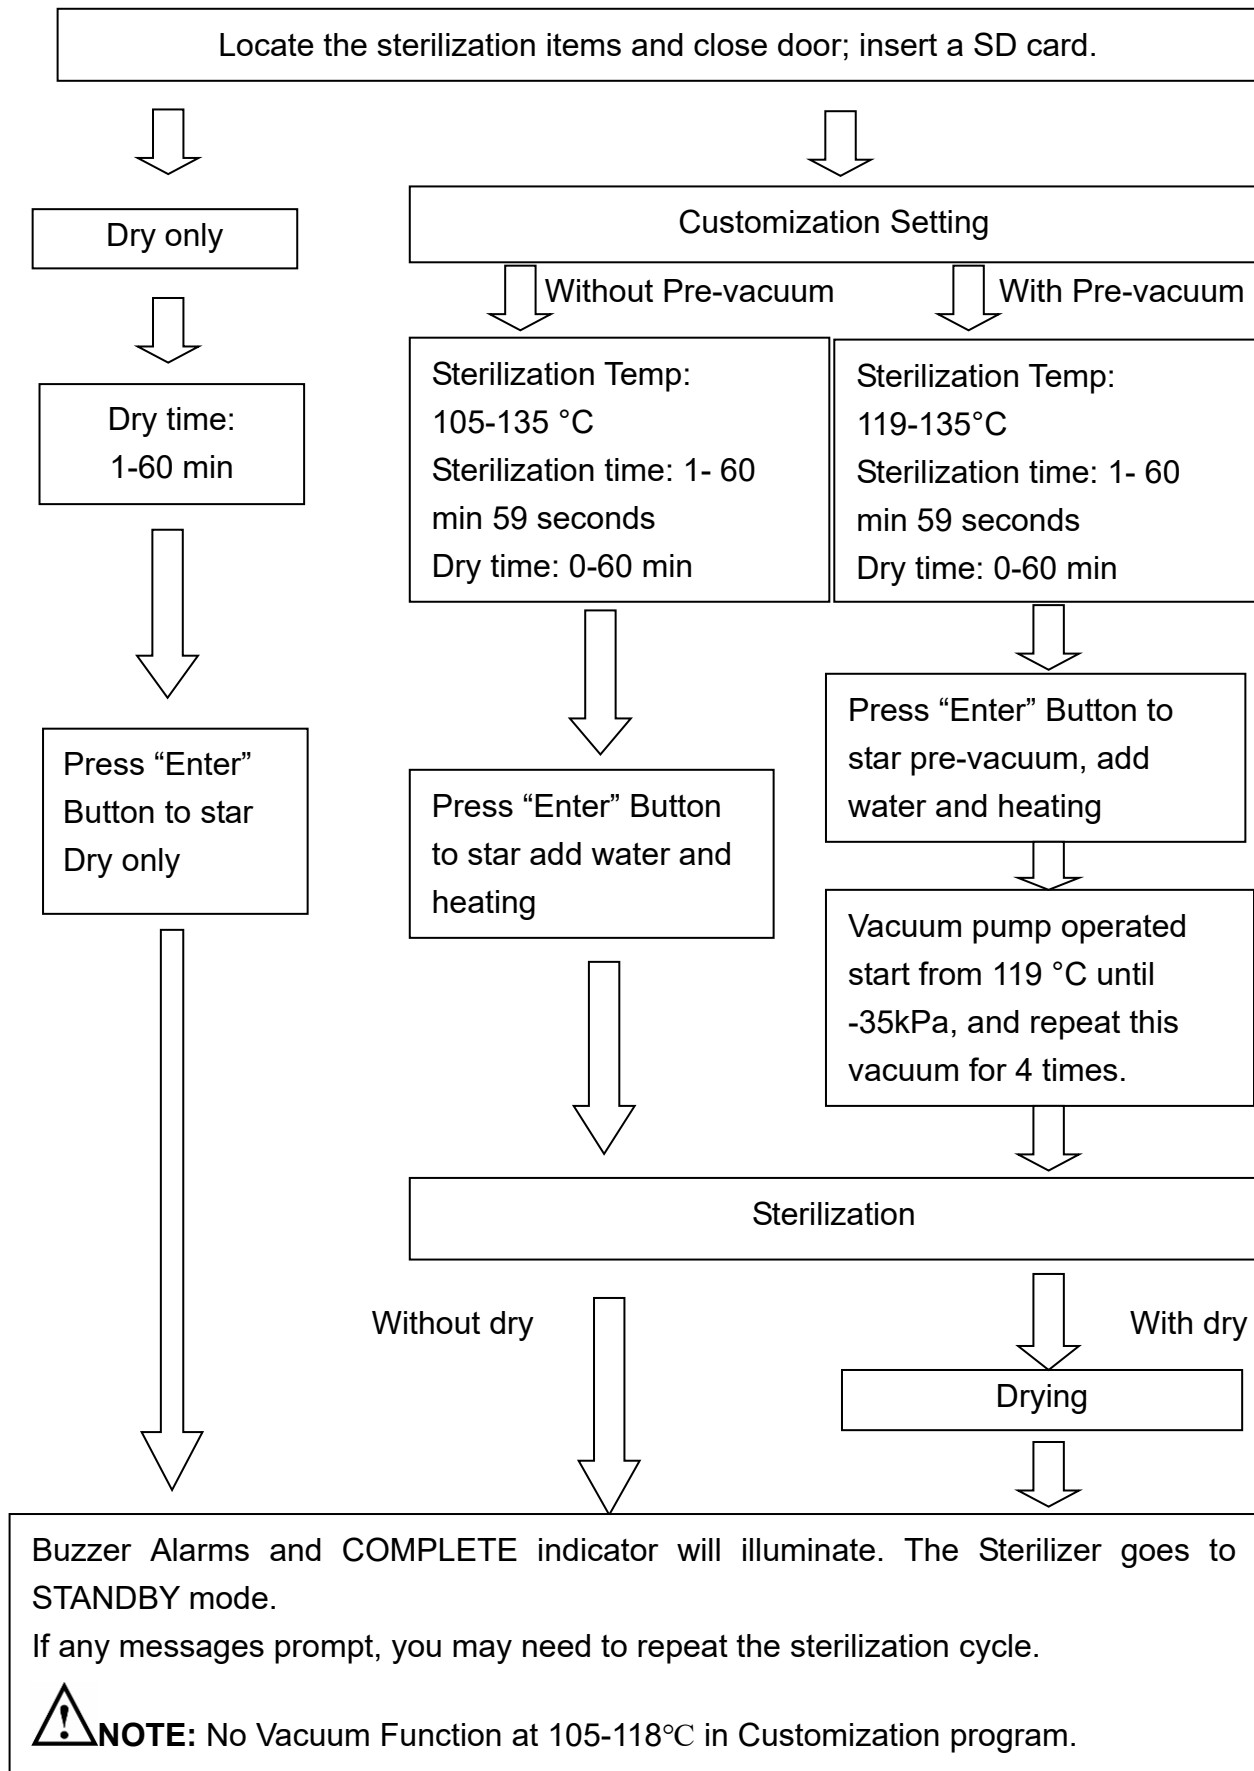 Locate the sterilization items and close door; insert a SD card.
Dry only
Customization Setting
Without Pre-vacuum
With Pre-vacuum
Dry time:
1-60 min
Sterilization Temp:
105-135 °C
Sterilization time: 1- 60
min 59 seconds
Dry time: 0-60 min
Sterilization Temp:
119-135°C
Sterilization time: 1- 60
min 59 seconds
Dry time: 0-60 min
Press “Enter”
Button to star
Dry only
Press “Enter” Button
to star add water and
heating
Press “Enter” Button to
star pre-vacuum, add
water and heating
Vacuum pump operated
start from 119 °C until
-35kPa, and repeat this
vacuum for 4 times.
Sterilization
Without dry
With dry
Drying
Buzzer Alarms and COMPLETE indicator will illuminate. The Sterilizer goes to
STANDBY mode.
If any messages prompt, you may need to repeat the sterilization cycle.
NOTE: No Vacuum Function at 105-118℃ in Customization program.